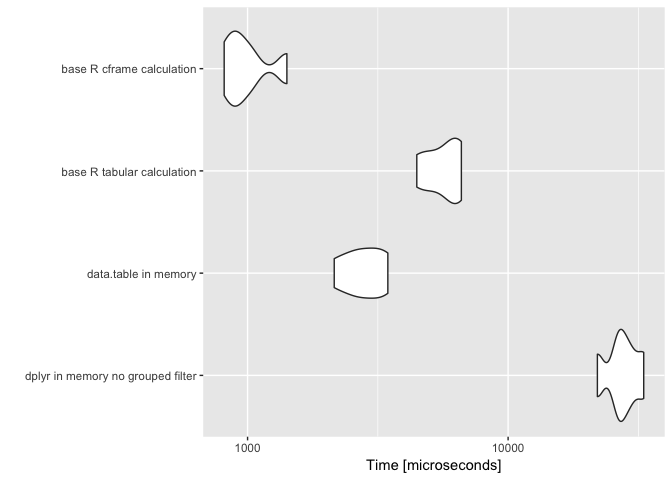 base R cframe calculation
base R tabular calculation
data.table in memory
dplyr in memory no grouped filter
1000
10000
Time [microseconds]